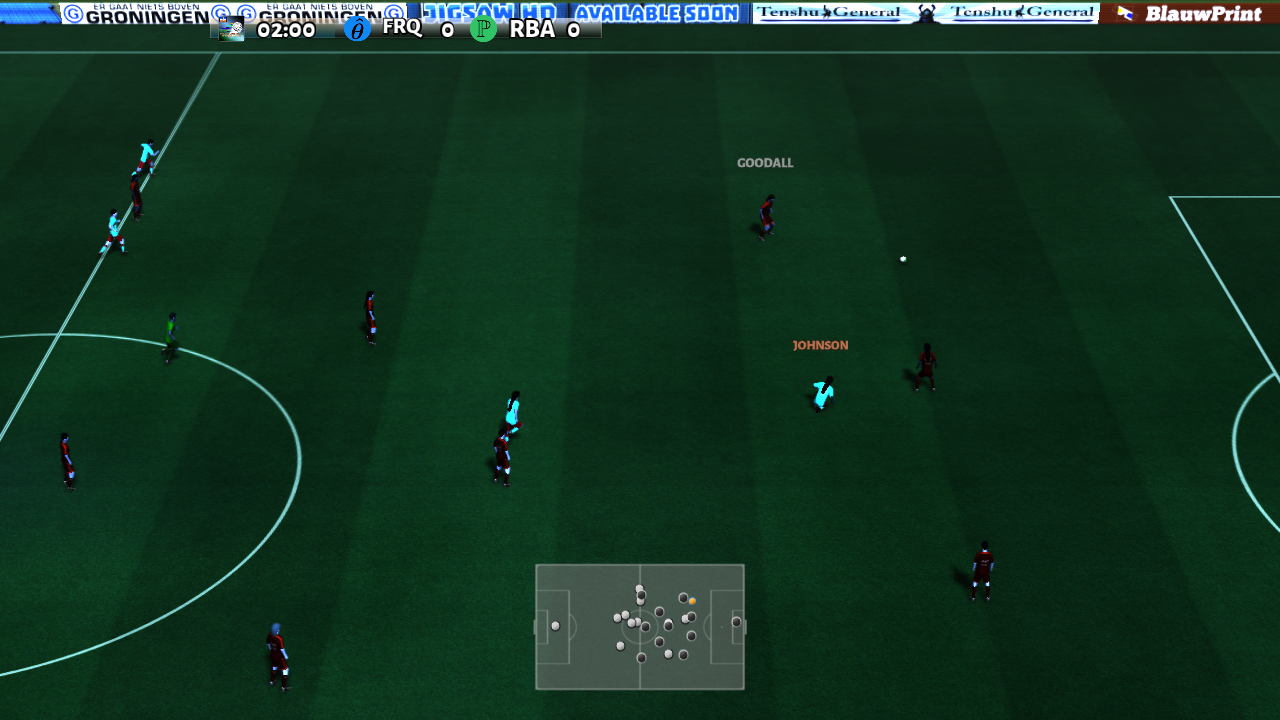 ER GAAT NIETS BOVEN
GRONINGEN
ER GAAT NIETS BOVEN
GRONINGEN
JIGSAW HD
AVAILABLE SOON
Tenshu General
Tenshu General
BlauwPrint
02:00 FRQ 0 RBA 0
GOODALL
JOHNSON